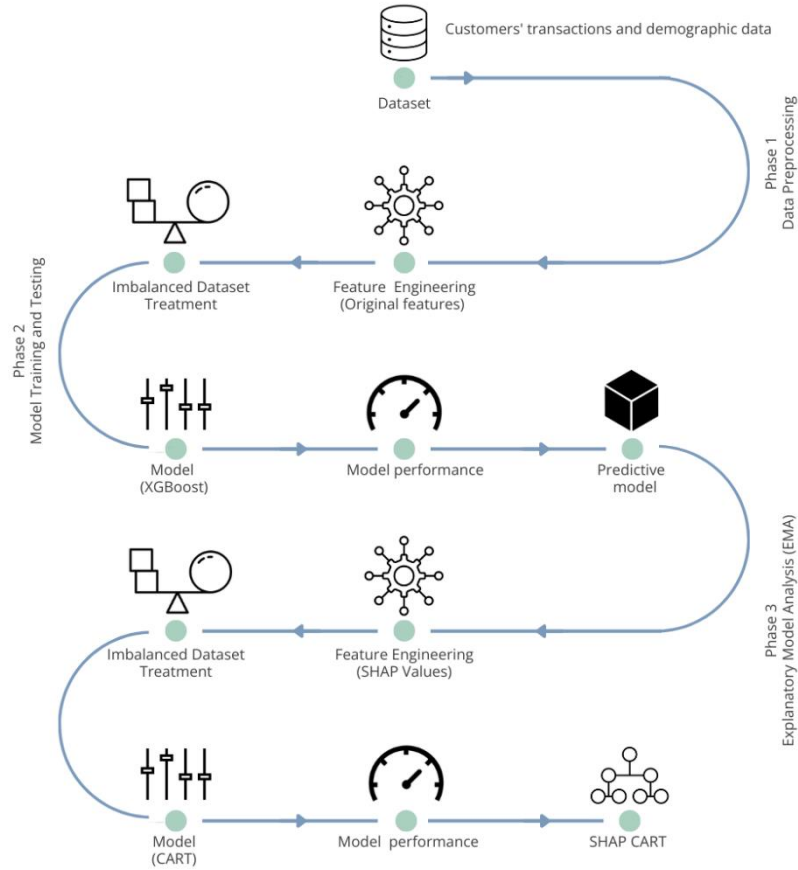 Customers' transactions and demographic data
Dataset
Phase 1
Data Preprocessing
Imbalanced Dataset
Treatment
Feature Engineering
(Original features)
Phase 2
Model Training and Testing
Model
(XGBoost)
Model performance
Predictive
model
Phase 3
Explanatory Model Analysis (EMA)
Imbalanced Dataset
Treatment
Feature Engineering
(SHAP Values)
Model
(CART)
Model performance
SHAP CART